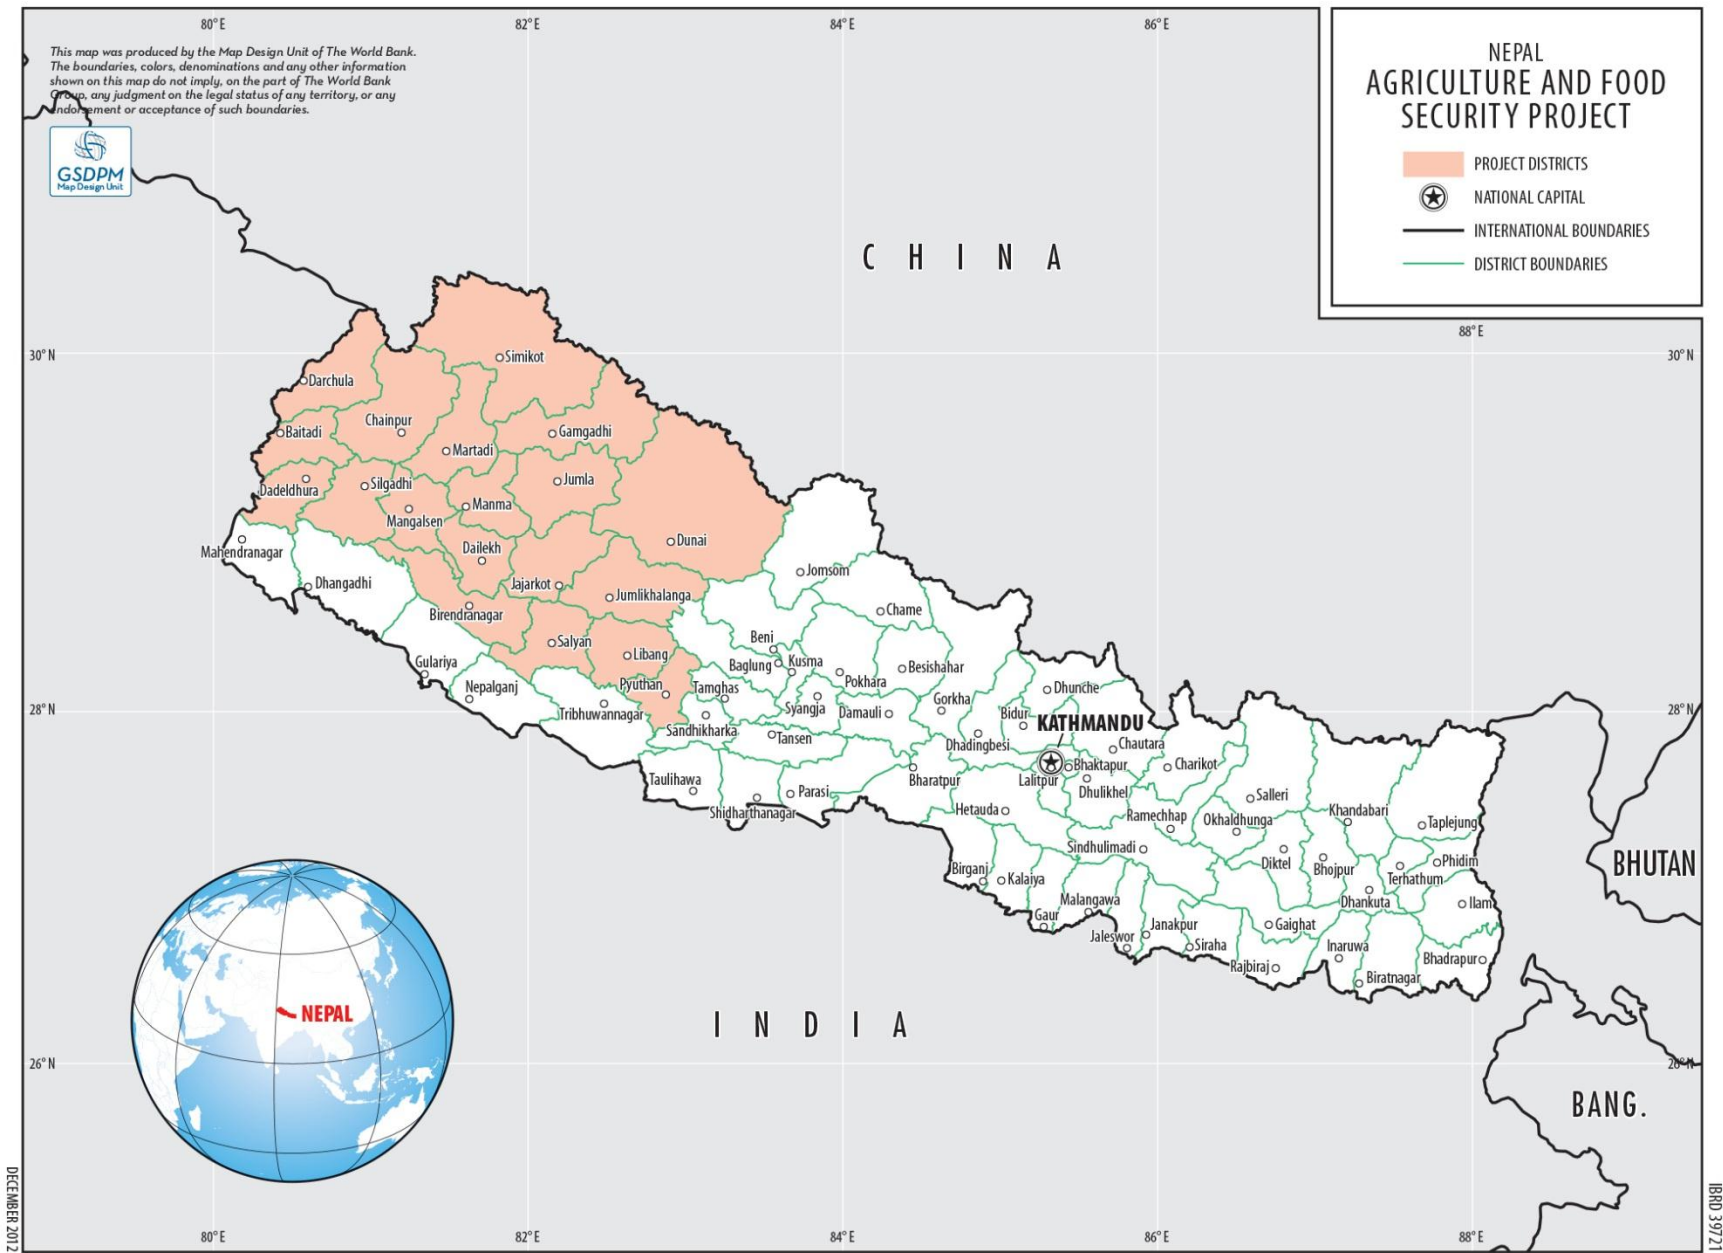 80° E
82° E
84° E
86° E
This map was produced by the Map Design Unit of The World Bank.
The boundaries, colors, denominations and any other information
shown on this map do not imply, on the part of The World Bank
Group, any judgment on the legal status of any territory, or any
endorsement or acceptance of such boundaries.
GSDPM
Map Design Unit
NEPAL
AGRICULTURE AND FOOD
SECURITY PROJECT
PROJECT DISTRICTS
NATIONAL CAPITAL
INTERNATIONAL BOUNDARIES
DISTRICT BOUNDARIES
CHINA
88° E
30° N
30° N
Simikot
Darchula
Chainpur
Baitadi
Gamgadhi
Martadi
Silgadhi
Jumla
Dadeldhura
Manma
Mangalsen
Dunai
Mahendranagar
Dailekh
Jomsom
Dhangadhi
Jajarkot
Jumlikhalanga
Birendranagar
Chame
Beni
Salyan
Libang
Gulariya
Baglung
Kusma
Besishahar
Pokhara
Nepalganj
Pyuthan
Tamghas
Dhunche
Gorkha
Syangja
Damauli
Tribhuwannagar
Bidur
28° N
28° N
KATHMANDU
Sandhikharka
Tansen
Dhadingbesi
Chautara
Bhaktapur
Charikot
Taulihawa
Bharatpur
Lalitpur
Parasi
Dhulikhel
Salleri
Shidharthanagar
Hetauda
Ramechhap
Okhaldhunga
Khandabari
Taplejung
Sindhulimadi
Diktel
Bhojpur
Phidim
Terhathum
BHUTAN
Birganj
Kalaiya
Malangawa
Dhankuta
Ilam
Gaur
Janakpur
Gaighat
Jaleswor
Siraha
Inaruwa
Rajbiraj
Bhadrapur
Biratnagar
NEPAL
INDIA
26° N
26° N
BANG.
DECEMBER 2012
IBRD 39721
80° E
82° E
84° E
86° E
88° E